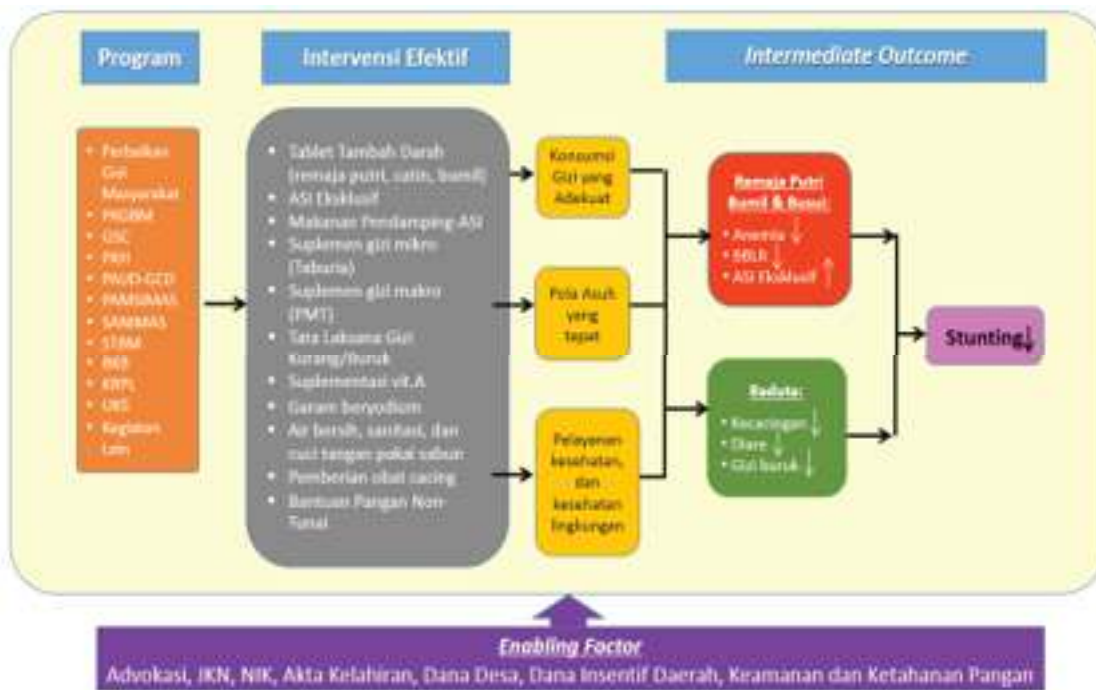 Program
Intervensi Efektif
Intermediate Outcome
• Perbaikan
Gizi
Masyarakat
• PKGBM
• GSC
• PKH
• PAUD-GCD
• PAMSIMAS
• SANIMAS
• STBM
• BKB
• KRPL
• UKS
• Kegiatan
Lain
• Tablet Tambah Darah
(remaja putri, catin, bumil)
• ASI Eksklusif
• Makanan Pendamping-ASI
• Suplemen gizi mikro
(Taburia)
• Suplemen gizi makro
(PMT)
• Tata Laksana Gizi
Kurang/Buruk
• Suplementasi vit.A
• Garam beryodium
• Air bersih, sanitasi, dan
cuci tangan pakai sabun
• Pemberian obat cacing
• Bantuan Pangan Non-
Tunai
Konsumsi
Gizi yang
Adekuat
Pola Asuh
yang
tepat
Pelayanan
kesehatan,
dan
kesehatan
lingkungan
Remaja Putri
Bumil & Busui:
• Anemia ↓
• BBLR ↓
• ASI Eksklusif ↑
Baduta:
• Kecacingan ↓
• Diare ↓
• Gizi buruk ↓
Stunting↓
Enabling Factor
Advokasi, JKN, NIK, Akta Kelahiran, Dana Desa, Dana Insentif Daerah, Keamanan dan Ketahanan Pangan